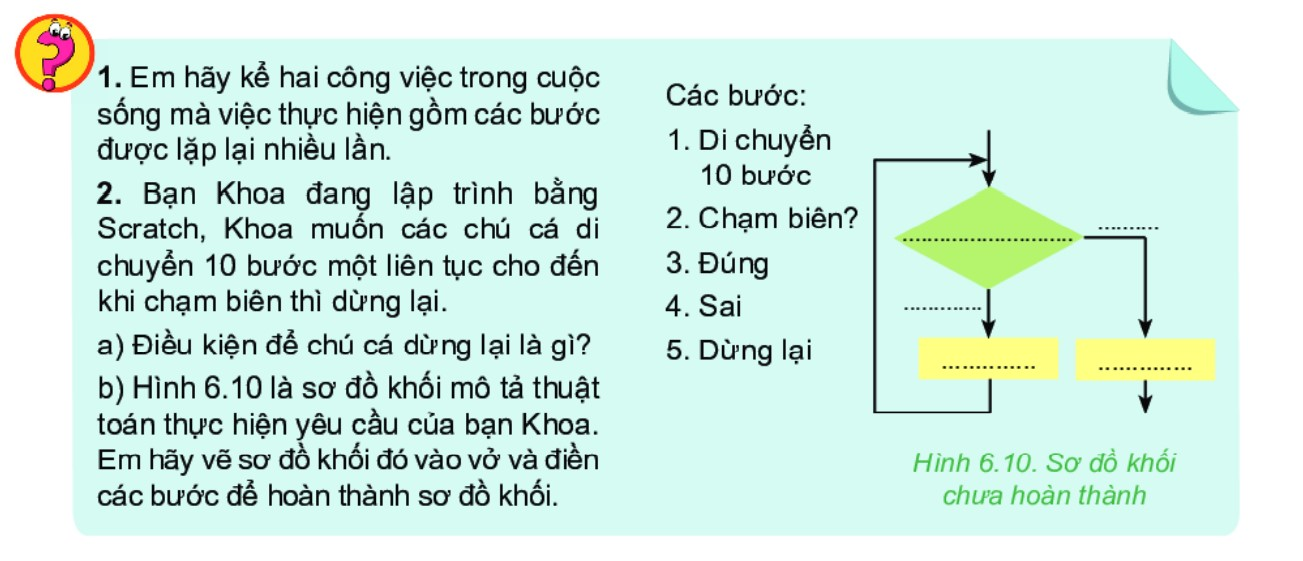 1. Em hãy kể hai công việc trong cuộc
sống mà việc thực hiện gồm các bước
được lặp lại nhiều lần.
2. Bạn Khoa đang lập trình bằng
Scratch, Khoa muốn các chú cá di
chuyển 10 bước một liên tục cho đến
khi chạm biên thì dừng lại.
a) Điều kiện để chú cá dừng lại là gì?
b) Hình 6.10 là sơ đồ khối mô tả thuật
toán thực hiện yêu cầu của bạn Khoa.
Em hãy vẽ sơ đồ khối đó vào vở và điền
các bước để hoàn thành sơ đồ khối.
Các bước:
1. Di chuyển
10 bước
2. Chạm biên?
3. Đúng
4. Sai
5. Dừng lại
Hình 6.10. Sơ đồ khối
chưa hoàn thành